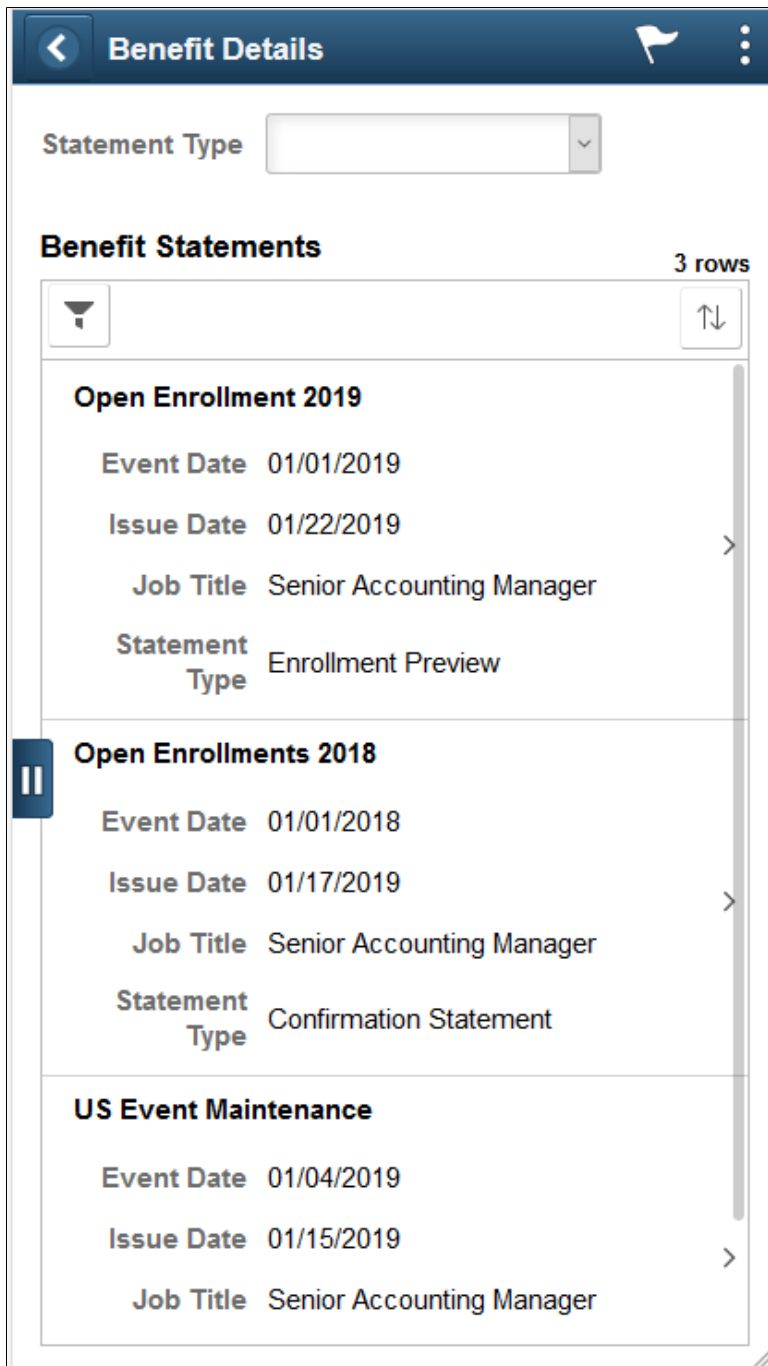 Benefit Details
Statement Type
Benefit Statements
3 rows
Open Enrollment 2019
Event Date 01/01/2019
Issue Date 01/22/2019
Job Title Senior Accounting Manager
Statement
Type Enrollment Preview
Open Enrollments 2018
Event Date 01/01/2018
Issue Date 01/17/2019
Job Title Senior Accounting Manager
Statement
Type Confirmation Statement
US Event Maintenance
Event Date 01/04/2019
Issue Date 01/15/2019
Job Title Senior Accounting Manager